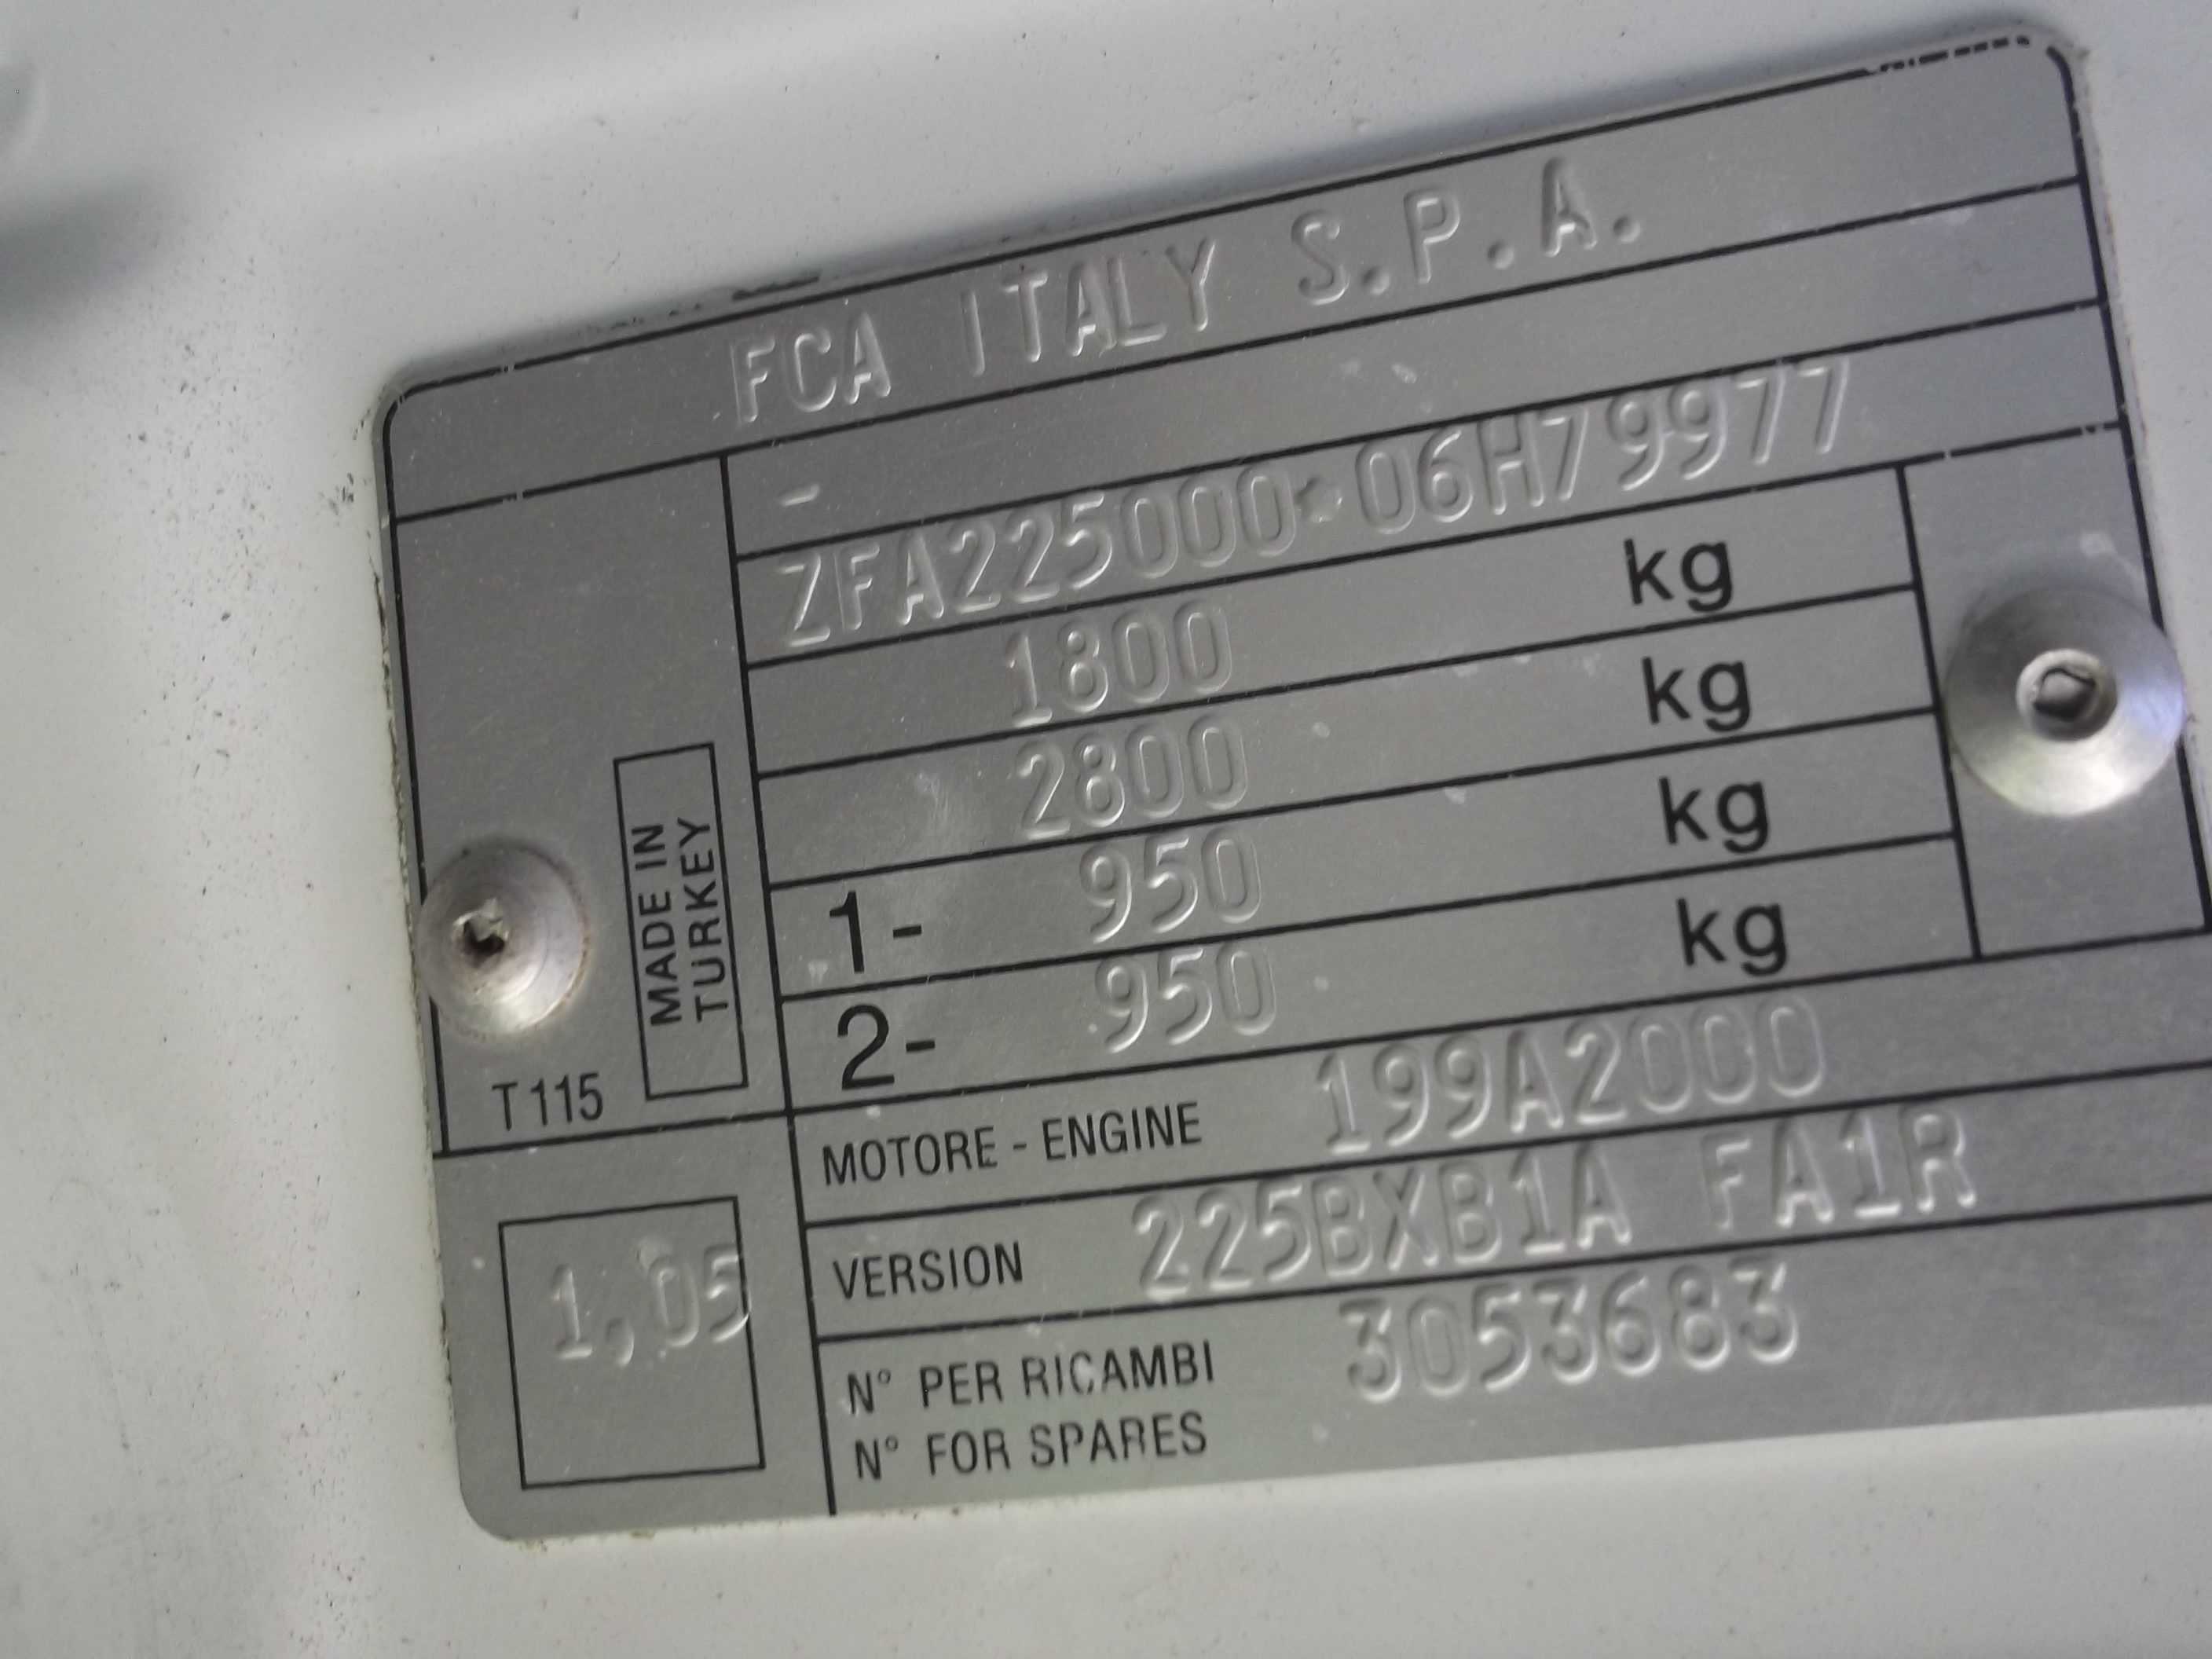 FCA ITALY S.P.A.
-
ZFA225000*06H79977
1800 kg
2800 kg
1- 950 kg
2- 950 kg
MADE IN
TURKEY
T115
MOTORE - ENGINE 199A2000
VERSION 225BXB1A FA1R
1,05
N° PER RICAMBI 3053683
N° FOR SPARES